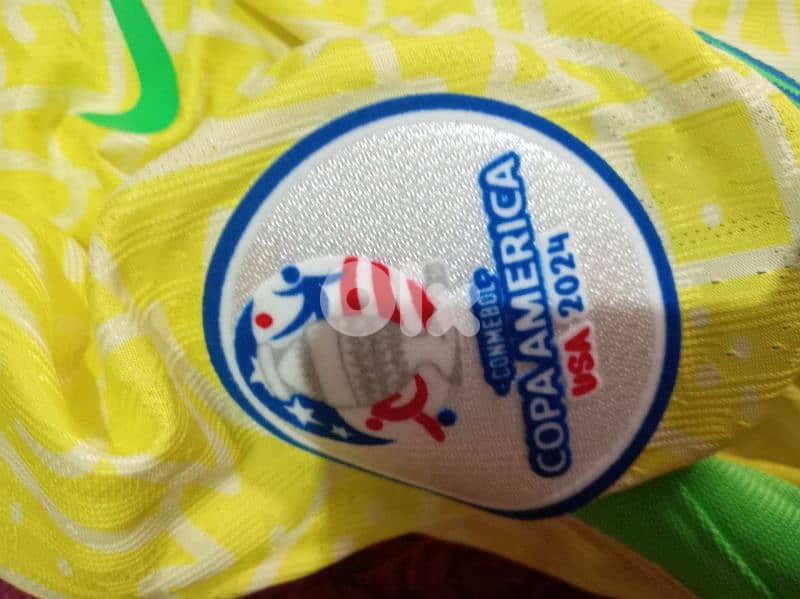 CONMEBOL
COPA AMERICA
USA 2024
olx